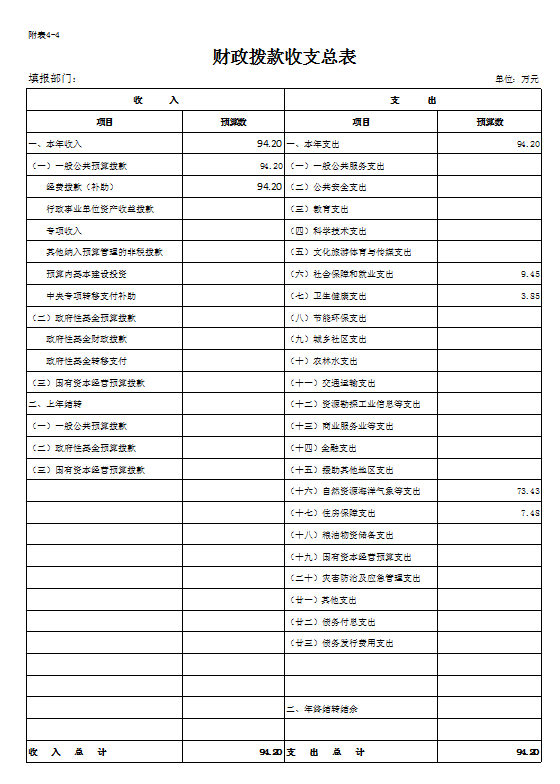 附表4-4
财政拨款收支总表
填报部门： 单位：万元
收 入 支 出
项目 预算数 项目 预算数
一、本年收入 94.20 一、本年支出 94.20
（一）一般公共预算拨款 94.20 （一）一般公共服务支出
经费拨款（补助） 94.20 （二）公共安全支出
行政事业单位资产收益拨款 （三）教育支出
专项收入 （四）科学技术支出
其他纳入预算管理的非税拨款 （五）文化旅游体育与传媒支出
预算内基本建设投资 （六）社会保障和就业支出 9.45
中央专项转移支付补助 （七）卫生健康支出 3.85
（二）政府性基金预算拨款 （八）节能环保支出
政府性基金财政拨款 （九）城乡社区支出
政府性基金转移支付 （十）农林水支出
（三）国有资本经营预算拨款 （十一）交通运输支出
二、上年结转 （十二）资源勘探工业信息等支出
（一）一般公共预算拨款 （十三）商业服务业等支出
（二）政府性基金预算拨款 （十四）金融支出
（三）国有资本经营预算拨款 （十五）援助其他地区支出
（十六）自然资源海洋气象等支出 73.43
（十七）住房保障支出 7.48
（十八）粮油物资储备支出
（十九）国有资本经营预算支出
（二十）灾害防治及应急管理支出
（廿一）其他支出
（廿二）债务付息支出
（廿三）债务发行费用支出
二、年终结转结余
收 入 总 计 94.20 支 出 总 计 94.20